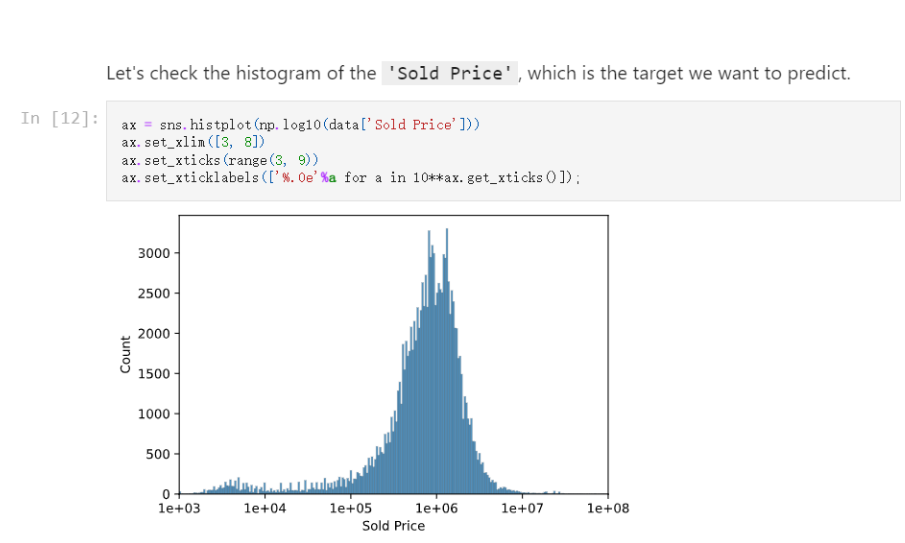 Let's check the histogram of the 'Sold Price', which is the target we want to predict.
In [12]:
ax = sns.histplot(np.log10(data['Sold Price']))
ax.set_xlim([3, 8])
ax.set_xticks(range(3, 9))
ax.set_xticklabels(['%.0e'%a for a in 10**ax.get_xticks()]);
3000
2500
2000
1500
1000
500
0
Count
1e+03 1e+04 1e+05 1e+06 1e+07 1e+08
Sold Price